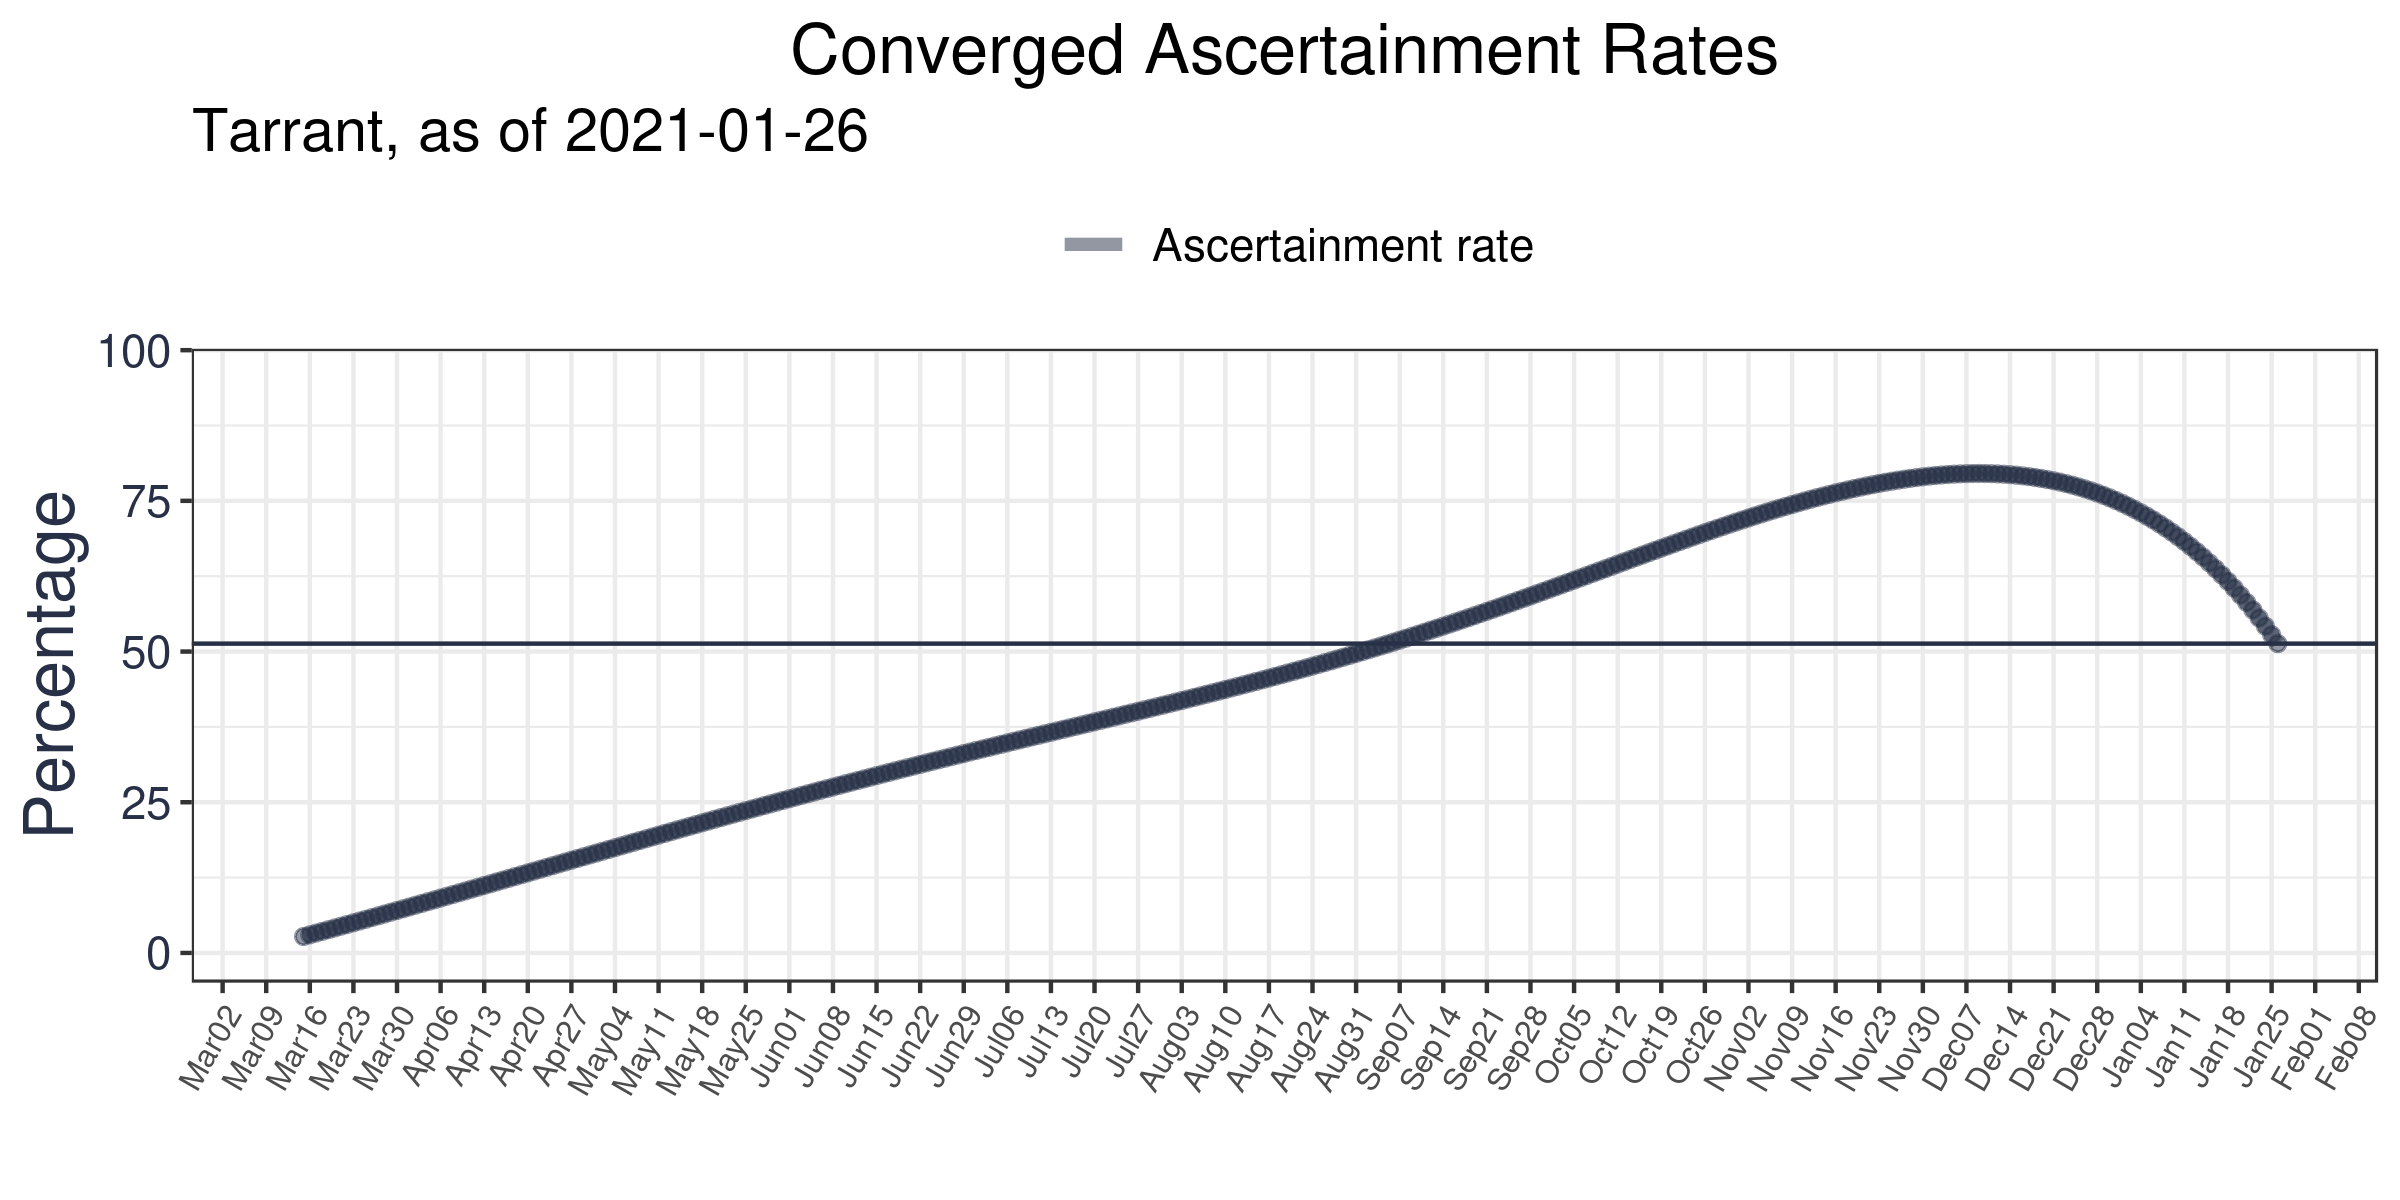 Converged Ascertainment Rates
Tarrant, as of 2021-01-26
Ascertainment rate
Percentage
100
75
50
25
0
Mar02 Mar09 Mar16 Mar23 Mar30 Apr06 Apr13 Apr20 Apr27 May04 May11 May18 May25 Jun01 Jun08 Jun15 Jun22 Jun29 Jul06 Jul13 Jul20 Jul27 Aug03 Aug10 Aug17 Aug24 Aug31 Sep07 Sep14 Sep21 Sep28 Oct05 Oct12 Oct19 Oct26 Nov02 Nov09 Nov16 Nov23 Nov30 Dec07 Dec14 Dec21 Dec28 Jan04 Jan11 Jan18 Jan25 Feb01 Feb08